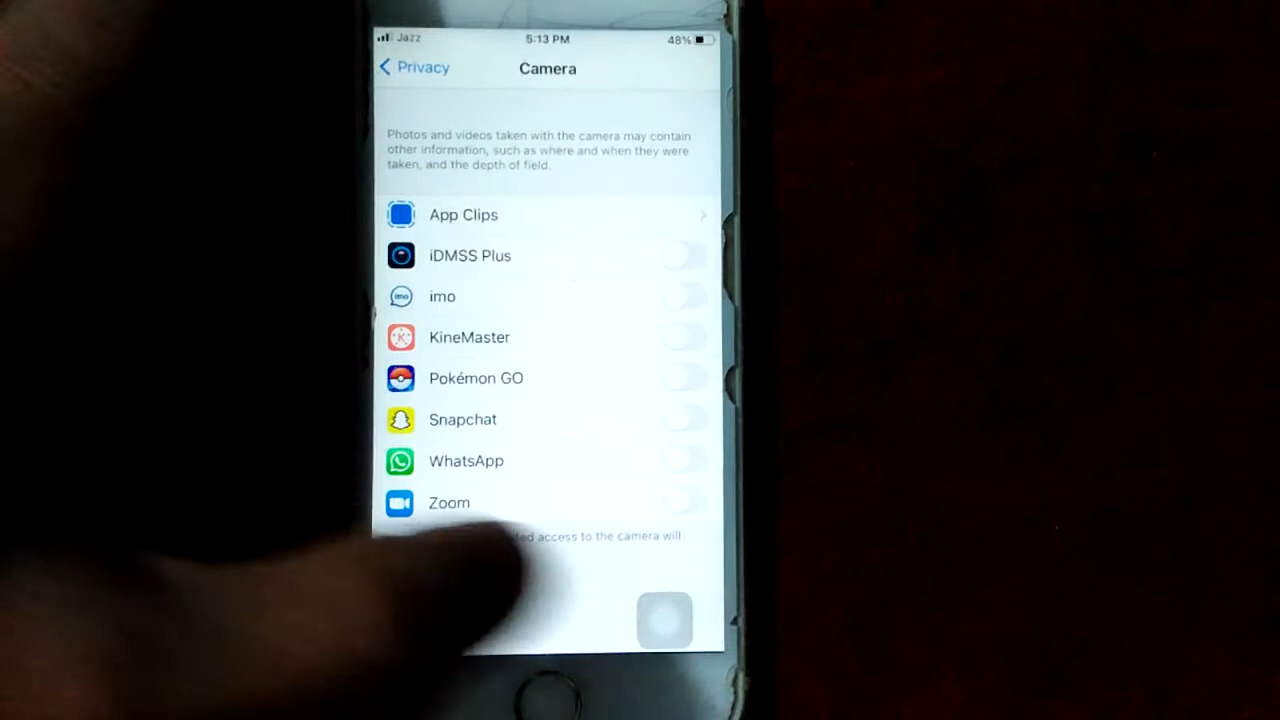 Jazz
5:13 PM
48%
Privacy
Camera
Photos and videos taken with the camera may contain
other information, such as where and when they were
taken, and the depth of field.
App Clips
iDMSS Plus
imo
imo
KineMaster
K
Pokémon GO
Snapchat
WhatsApp
Zoom
access to the camera will